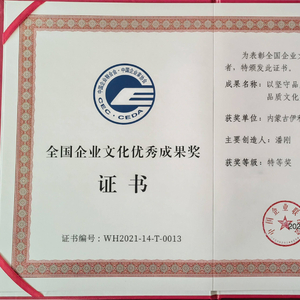 中国企业联合会·中国企业家协会
CEC·CEDA
全国企业文化优秀成果奖
证书
证书编号：WH2021-14-T-0013
为表彰全国企业
者，特颁发此证书。
成果名称：以坚守品
品质文化
获奖单位：内蒙古伊利
主要创造人：潘刚
获奖等级：特等奖